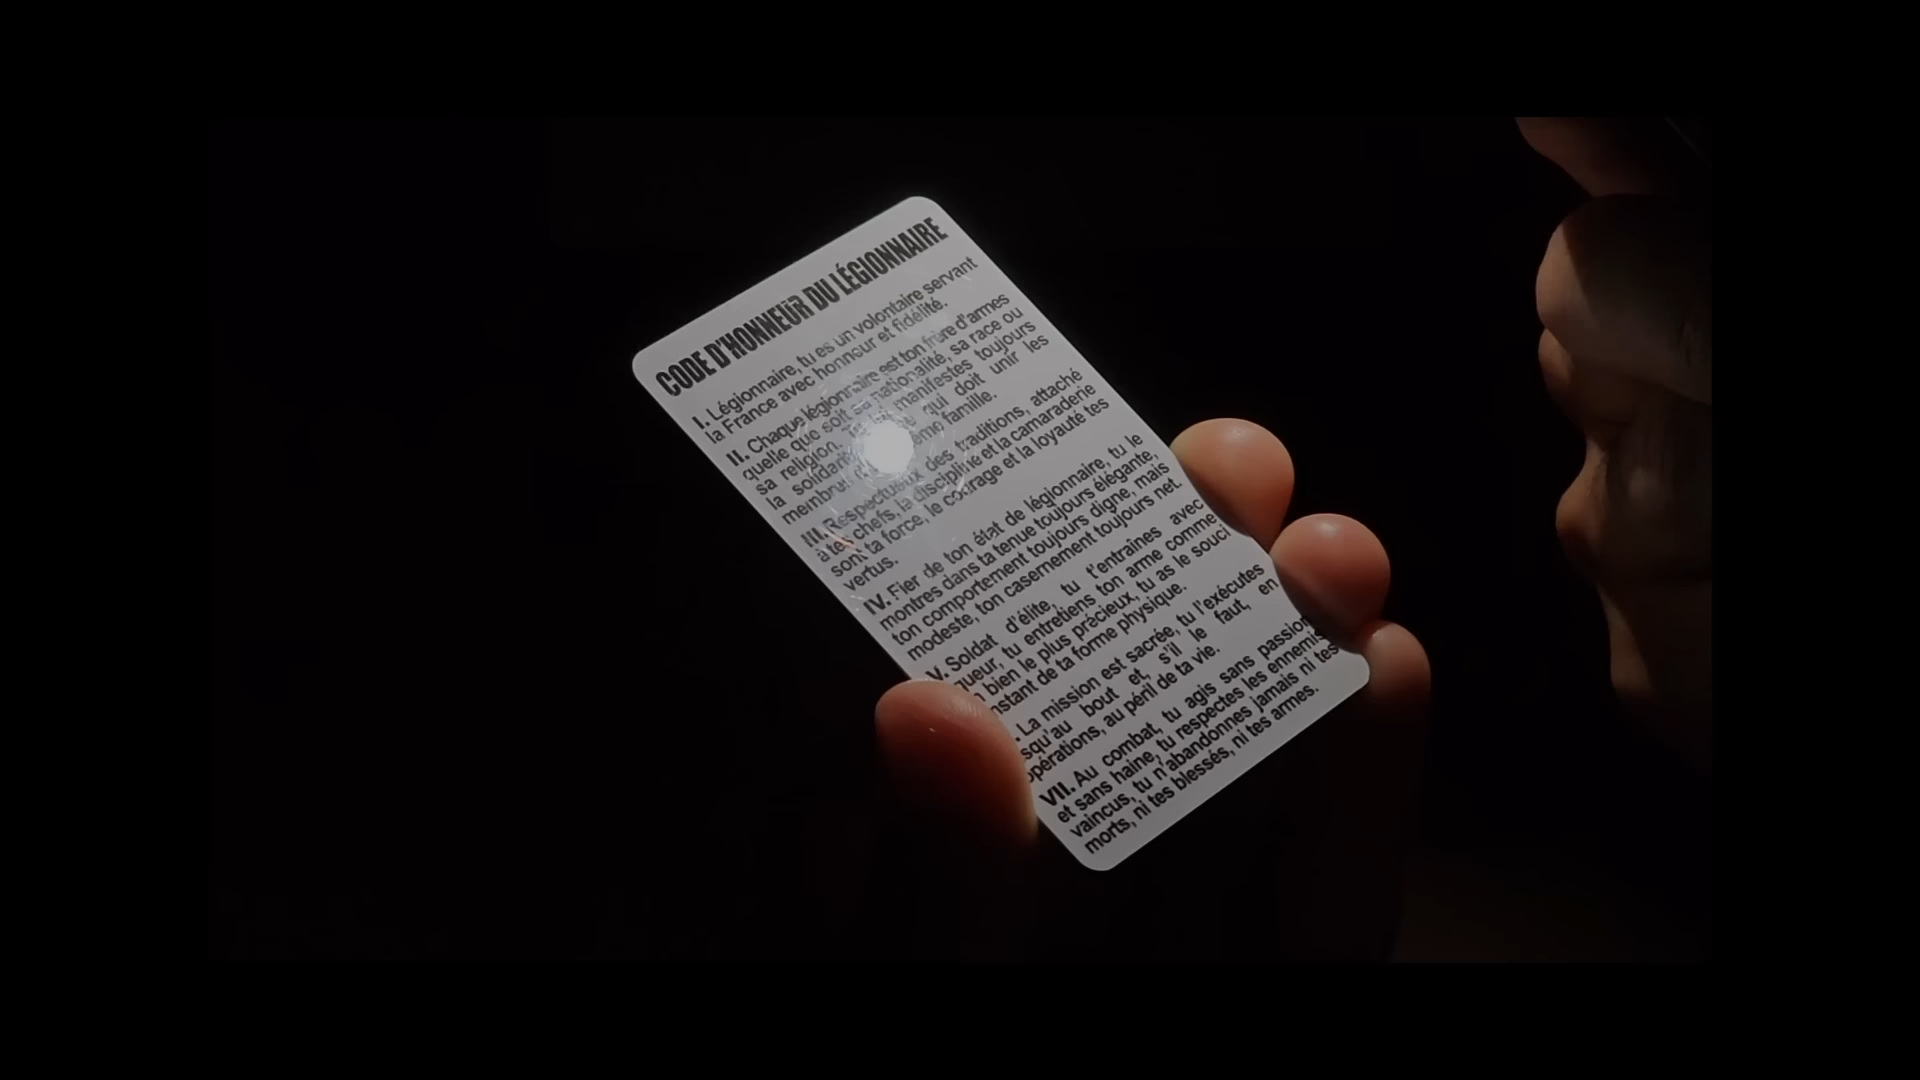 CODE D'HONNEUR DU LÉGIONNAIRE
I. Légionnaire, tu es un volontaire servant
la France avec honneur et fidélité.
II. Chaque légionnaire est ton frère d'armes
quelle que soit sa nationalité, sa race ou
sa religion. manifestes toujours
la qui doit unir les
famille.
III. Respectueux des traditions, attaché
à tes chefs, la discipline et la camaraderie
sont ta force, le courage et la loyauté tes
vertus.
IV. Fier de ton état de légionnaire, tu le
montres dans ta tenue toujours élégante,
ton comportement toujours digne, mais
modeste, ton casernement toujours net.
V. Soldat d'élite, tu t'entraînes avec
gueur, tu entretiens ton arme comme
bien le plus précieux, tu as le souci
nstant de ta forme physique.
. La mission est sacrée, tu l'exécutes
squ'au bout et, s'il le faut, en
opérations, au péril de ta vie.
VII. Au combat, tu agis sans passion
et sans haine, tu respectes les ennemis
vaincus, tu n'abandonnes jamais ni tes
morts, ni tes blessés, ni tes armes.